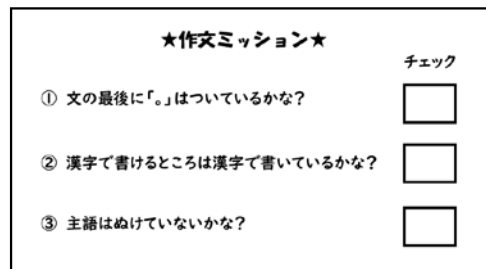 ★作文ミッション★
チェック
① 文の最後に「。」はついているかな?
② 漢字で書けるところは漢字で書いているかな?
③ 主語はぬけていないかな?